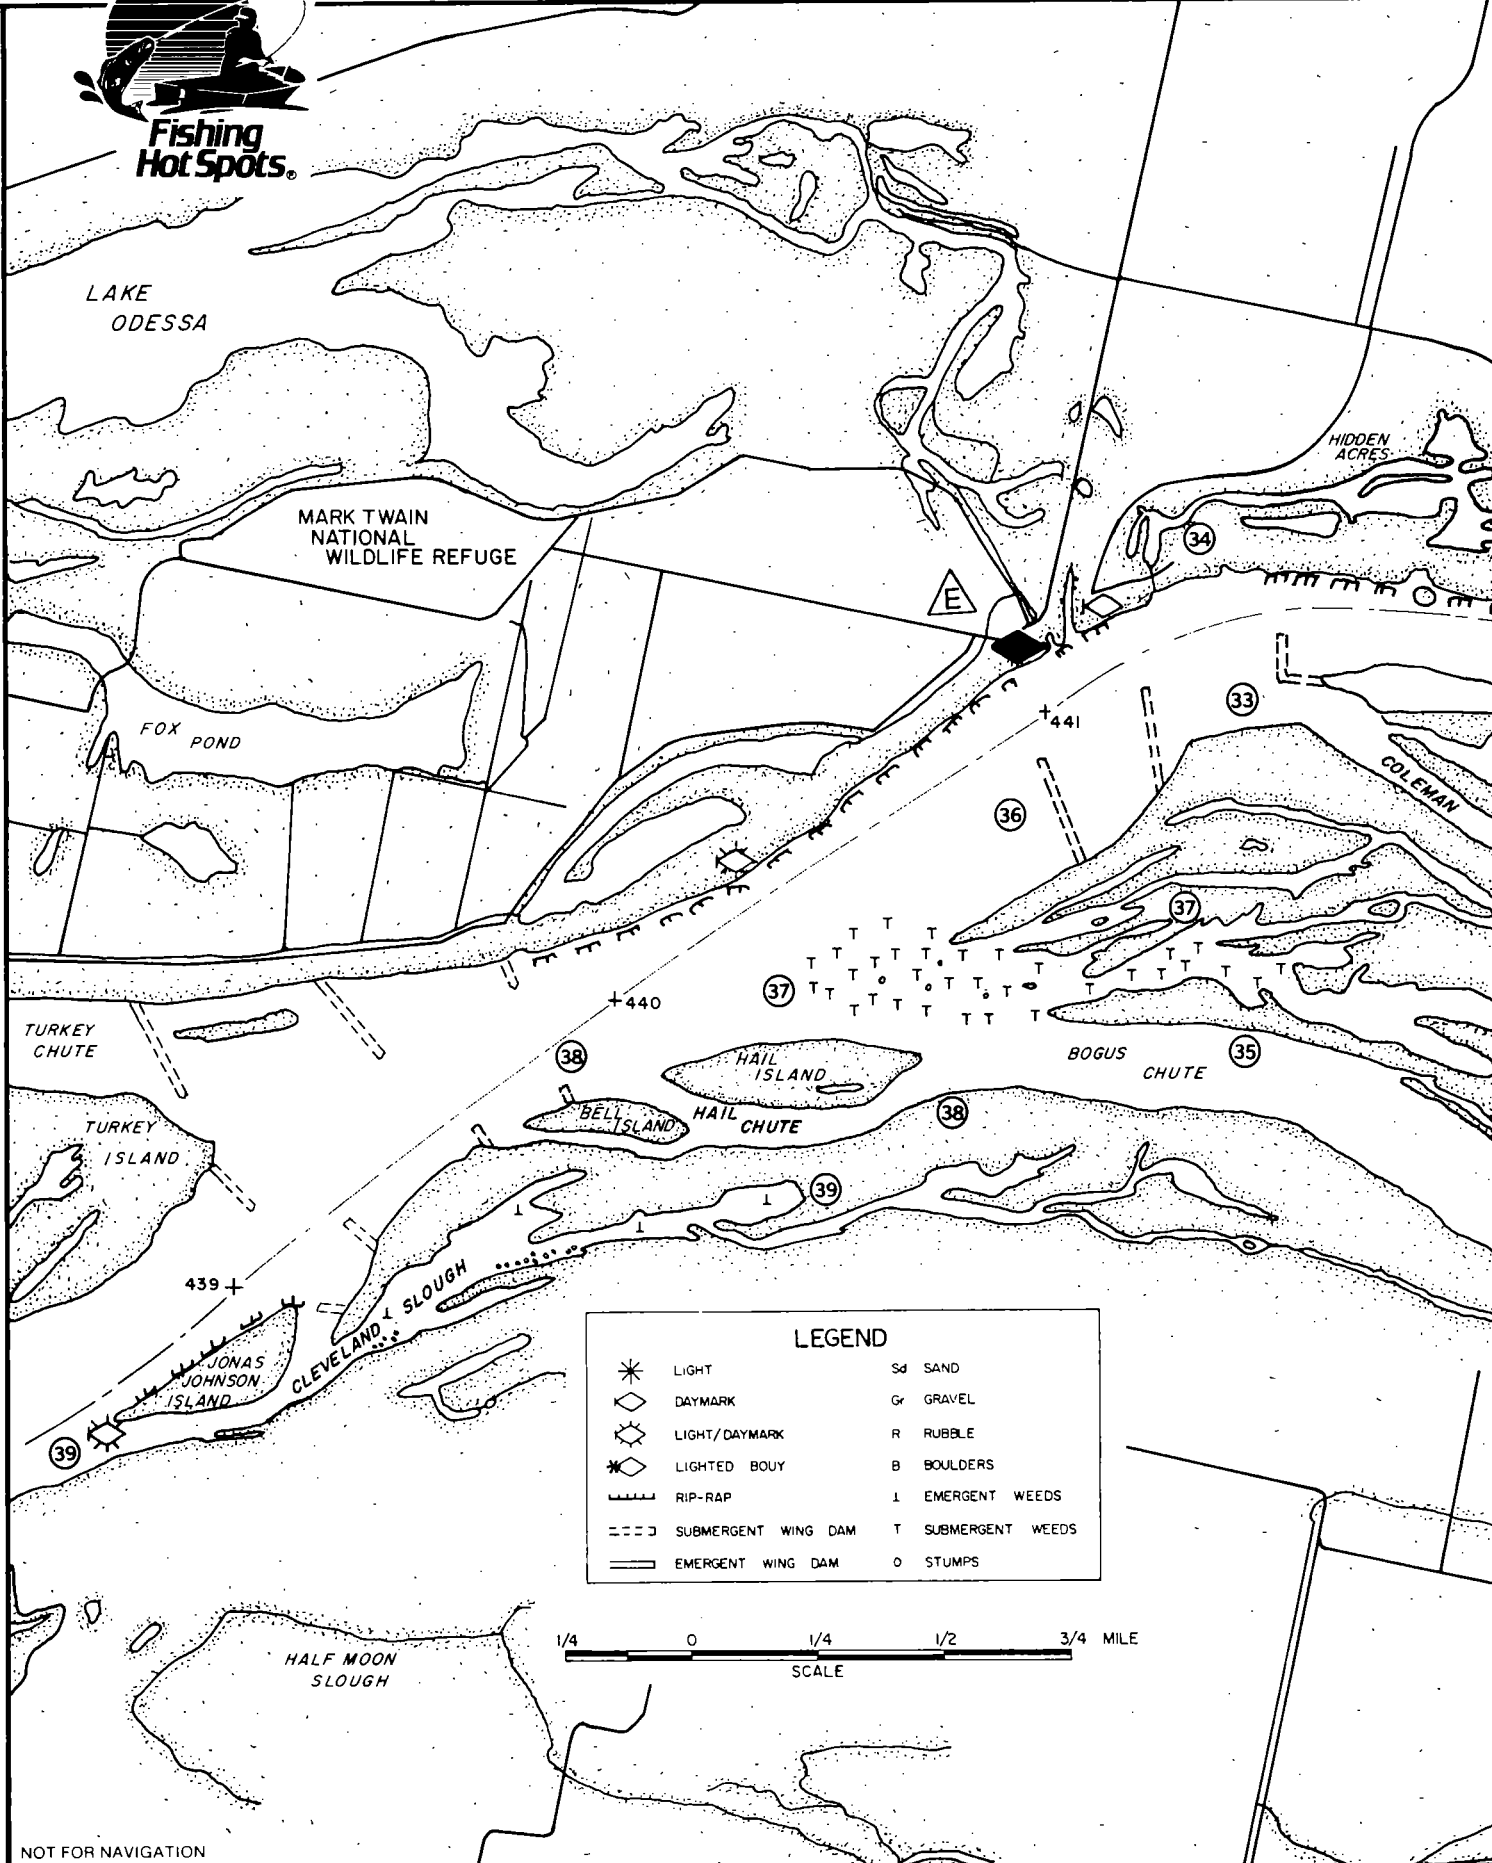 Fishing
Hot Spots®
LAKE
ODESSA
HIDDEN
ACRES
MARK TWAIN
NATIONAL
WILDLIFE REFUGE
34
E
33
441
FOX
POND
COLEMAN
36
37
37
440
TURKEY
CHUTE
38
HAIL
ISLAND
BOGUS
CHUTE
35
BELL
ISLAND
HAIL
CHUTE
38
TURKEY
ISLAND
39
439
CLEVELAND SLOUGH
JONAS
JOHNSON
ISLAND
39
LEGEND
LIGHT
DAYMARK
LIGHT/DAYMARK
LIGHTED BOUY
RIP-RAP
SUBMERGENT WING DAM
EMERGENT WING DAM
Sd SAND
Gr GRAVEL
R RUBBLE
B BOULDERS
⊥ EMERGENT WEEDS
T SUBMERGENT WEEDS
O STUMPS
1/4 0 1/4 1/2 3/4 MILE
SCALE
HALF MOON
SLOUGH
NOT FOR NAVIGATION